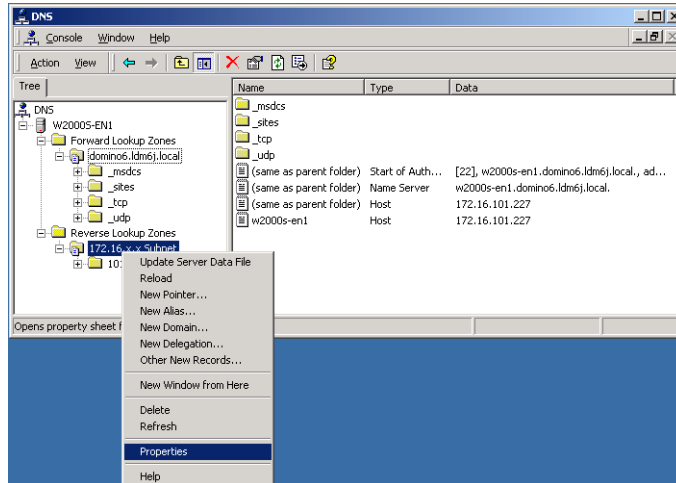 DNS
Console Window Help
Action View
Tree
Name Type Data
DNS
W2000S-EN1
Forward Lookup Zones
domino6.ldm6j.local
_msdcs
_sites
_tcp
_udp
Reverse Lookup Zones
172.16.x.x Subnet
10
_msdcs
_sites
_tcp
_udp
(same as parent folder) Start of Auth... [22], w2000s-en1.domino6.ldm6j.local., ad...
(same as parent folder) Name Server w2000s-en1.domino6.ldm6j.local.
(same as parent folder) Host 172.16.101.227
w2000s-en1 Host 172.16.101.227
Opens property sheet f
Update Server Data File
Reload
New Pointer...
New Alias...
New Domain...
New Delegation...
Other New Records...
New Window from Here
Delete
Refresh
Properties
Help